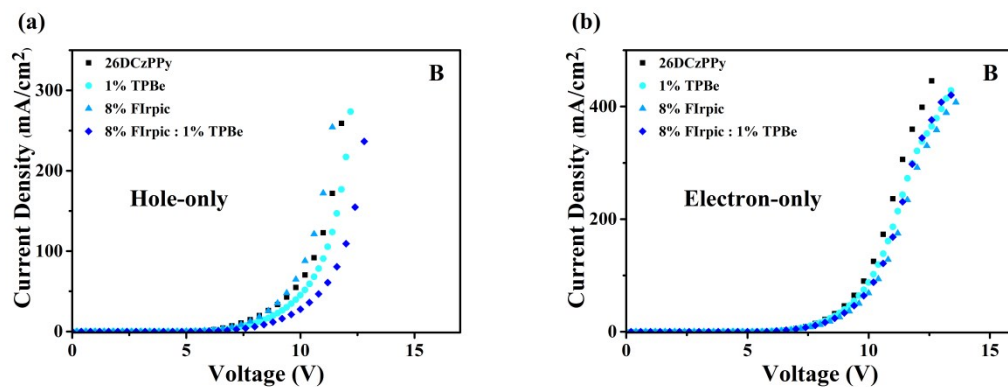 (a)
26DCzPPy
1% TPBe
8% FIrpic
8% FIrpic : 1% TPBe
B
Hole-only
Current Density (mA/cm²)
300
200
100
0
0
5
10
15
Voltage (V)
(b)
26DCzPPy
1% TPBe
8% FIrpic
8% FIrpic : 1% TPBe
B
Electron-only
Current Density (mA/cm²)
400
200
0
0
5
10
15
Voltage (V)